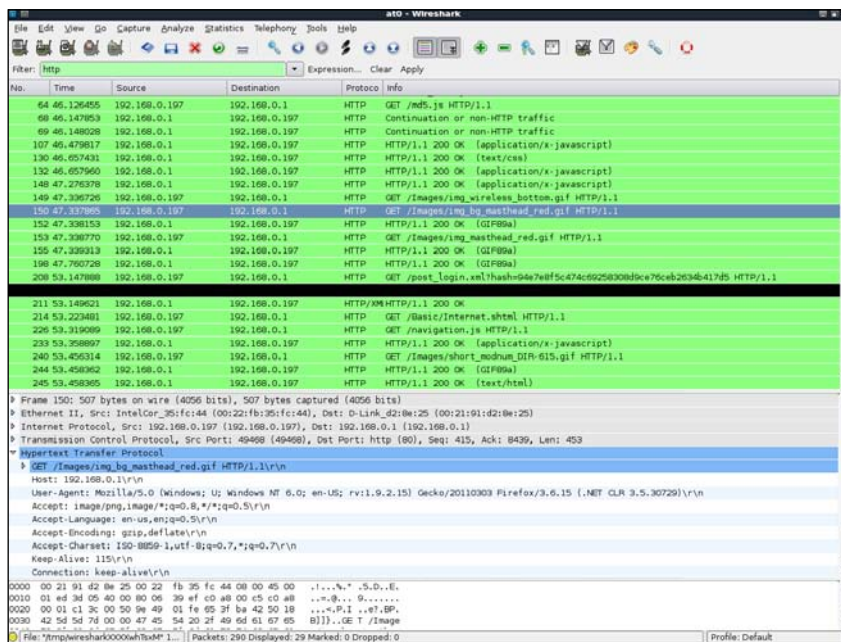 at0 - Wireshark
File Edit View Go Capture Analyze Statistics Telephony Tools Help
Filter: http Expression... Clear Apply
No. Time Source Destination Protoco Info
64 46.126455 192.168.0.197 192.168.0.1 HTTP GET /md5.js HTTP/1.1
68 46.147853 192.168.0.1 192.168.0.197 HTTP Continuation or non-HTTP traffic
69 46.148028 192.168.0.1 192.168.0.197 HTTP Continuation or non-HTTP traffic
107 46.479817 192.168.0.1 192.168.0.197 HTTP HTTP/1.1 200 OK (application/x-javascript)
130 46.657431 192.168.0.1 192.168.0.197 HTTP HTTP/1.1 200 OK (text/css)
132 46.657960 192.168.0.1 192.168.0.197 HTTP HTTP/1.1 200 OK (application/x-javascript)
148 47.276378 192.168.0.1 192.168.0.197 HTTP HTTP/1.1 200 OK (application/x-javascript)
149 47.336726 192.168.0.197 192.168.0.1 HTTP GET /Images/img_wireless_bottom.gif HTTP/1.1
150 47.337865 192.168.0.197 192.168.0.1 HTTP GET /Images/img_bg_masthead_red.gif HTTP/1.1
152 47.338153 192.168.0.1 192.168.0.197 HTTP HTTP/1.1 200 OK (GIF89a)
153 47.338770 192.168.0.197 192.168.0.1 HTTP GET /Images/img_masthead_red.gif HTTP/1.1
155 47.339313 192.168.0.1 192.168.0.197 HTTP HTTP/1.1 200 OK (GIF89a)
198 47.760728 192.168.0.1 192.168.0.197 HTTP HTTP/1.1 200 OK (GIF89a)
208 53.147888 192.168.0.197 192.168.0.1 HTTP GET /post_login.xml?hash=94e7e8f5c474c69258308d9ce76ceb2634b417d5 HTTP/1.1
211 53.149621 192.168.0.1 192.168.0.197 HTTP/XM HTTP/1.1 200 OK
214 53.223481 192.168.0.197 192.168.0.1 HTTP GET /Basic/Internet.shtml HTTP/1.1
226 53.319089 192.168.0.197 192.168.0.1 HTTP GET /navigation.js HTTP/1.1
233 53.358897 192.168.0.1 192.168.0.197 HTTP HTTP/1.1 200 OK (application/x-javascript)
240 53.456314 192.168.0.197 192.168.0.1 HTTP GET /Images/short_modnum_DIR-615.gif HTTP/1.1
244 53.458362 192.168.0.1 192.168.0.197 HTTP HTTP/1.1 200 OK (GIF89a)
245 53.458365 192.168.0.1 192.168.0.197 HTTP HTTP/1.1 200 OK (text/html)
Frame 150: 507 bytes on wire (4056 bits), 507 bytes captured (4056 bits)
Ethernet II, Src: IntelCor_35:fc:44 (00:22:fb:35:fc:44), Dst: D-Link_d2:8e:25 (00:21:91:d2:8e:25)
Internet Protocol, Src: 192.168.0.197 (192.168.0.197), Dst: 192.168.0.1 (192.168.0.1)
Transmission Control Protocol, Src Port: 49468 (49468), Dst Port: http (80), Seq: 415, Ack: 8439, Len: 453
Hypertext Transfer Protocol
GET /Images/img_bg_masthead_red.gif HTTP/1.1\r\n
Host: 192.168.0.1\r\n
User-Agent: Mozilla/5.0 (Windows; U; Windows NT 6.0; en-US; rv:1.9.2.15) Gecko/20110303 Firefox/3.6.15 (.NET CLR 3.5.30729)\r\n
Accept: image/png,image/*;q=0.8,*/*;q=0.5\r\n
Accept-Language: en-us,en;q=0.5\r\n
Accept-Encoding: gzip,deflate\r\n
Accept-Charset: ISO-8859-1,utf-8;q=0.7,*;q=0.7\r\n
Keep-Alive: 115\r\n
Connection: keep-alive\r\n
0000 00 21 91 d2 8e 25 00 22 fb 35 fc 44 08 00 45 00 .!...%." .5.D..E.
0010 01 ed 3d 05 40 00 80 06 39 ef c0 a8 00 c5 c0 a8 ..=.@... 9.......
0020 00 01 c1 3c 00 50 9e 49 01 fe 65 3f ba 42 50 18 ...<.P.I ..e?.BP.
0030 42 5d 5d 7d 00 00 47 45 54 20 2f 49 6d 61 67 65 B]]}..GE T /Image
Packets: 290 Displayed: 29 Marked: 0 Dropped: 0 Profile: Default